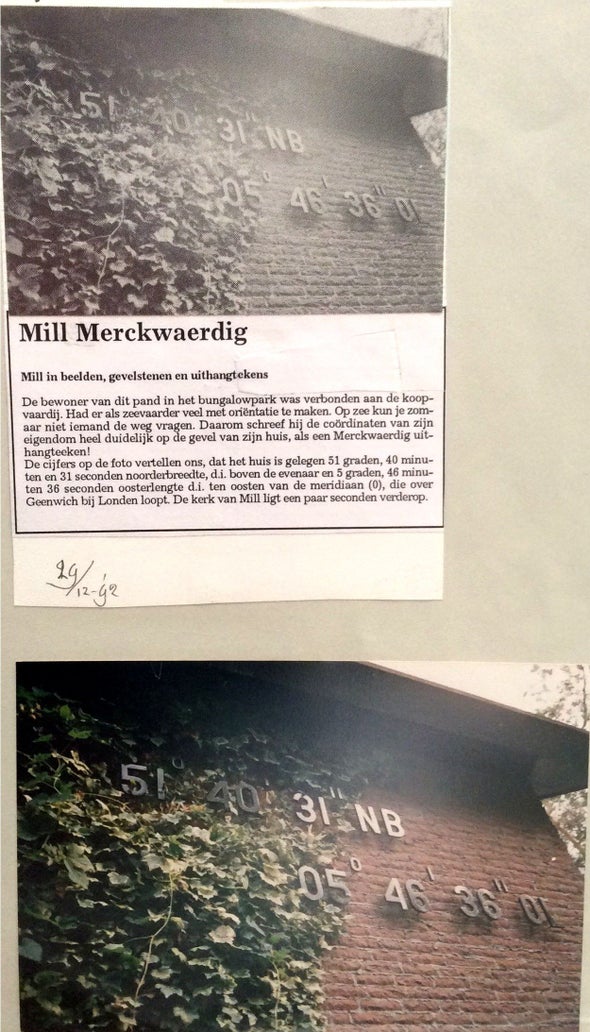 51° 40' 31" NB
05° 46' 36" Ol
Mill Merckwaerdig
Mill in beelden, gevelstenen en uithangtekens
De bewoner van dit pand in het bungalowpark was verbonden aan de koop-
vaardij. Had er als zeevaarder veel met oriëntatie te maken. Op zee kun je zom-
aar niet iemand de weg vragen. Daarom schreef hij de coördinaten van zijn
eigendom heel duidelijk op de gevel van zijn huis, als een Merckwaerdig uit-
hangteeken!
De cijfers op de foto vertellen ons, dat het huis is gelegen 51 graden, 40 minu-
ten en 31 seconden noorderbreedte, d.i. boven de evenaar en 5 graden, 46 minu-
ten 36 seconden oosterlengte d.i. ten oosten van de meridiaan (0), die over
Geenwich bij Londen loopt. De kerk van Mill ligt een paar seconden verderop.
29/12-'92
51° 40 31" NB
05° 46' 36" Ol